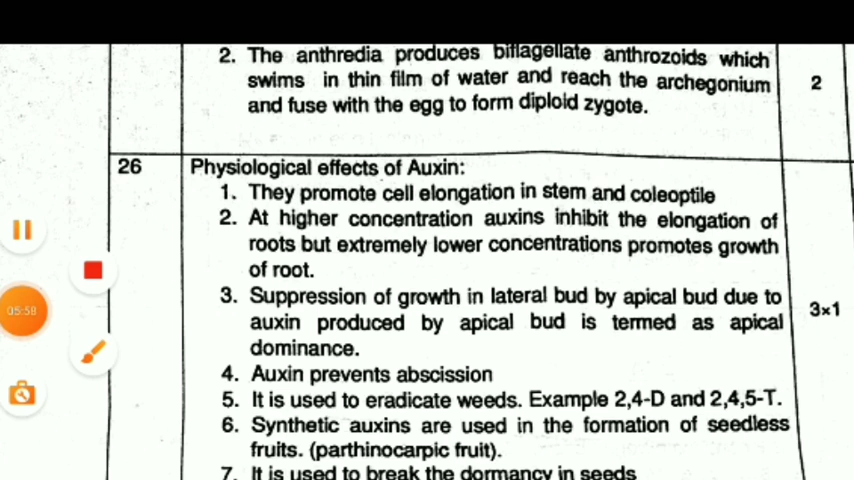 2. The anthredia produces biflagellate anthrozoids which
swims in thin film of water and reach the archegonium
and fuse with the egg to form diploid zygote.
2
26
Physiological effects of Auxin:
1. They promote cell elongation in stem and coleoptile
2. At higher concentration auxins inhibit the elongation of
roots but extremely lower concentrations promotes growth
of root.
3. Suppression of growth in lateral bud by apical bud due to
auxin produced by apical bud is termed as apical
dominance.
3×1
4. Auxin prevents abscission
5. It is used to eradicate weeds. Example 2,4-D and 2,4,5-T.
6. Synthetic auxins are used in the formation of seedless
fruits. (parthinocarpic fruit).
7. It is used to break the dormancy in seeds
05:58